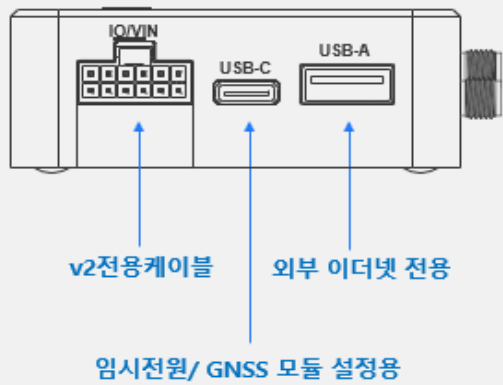 IO/VIN
USB-C
USB-A
v2전용케이블
외부 이더넷 전용
임시전원/ GNSS 모듈 설정용